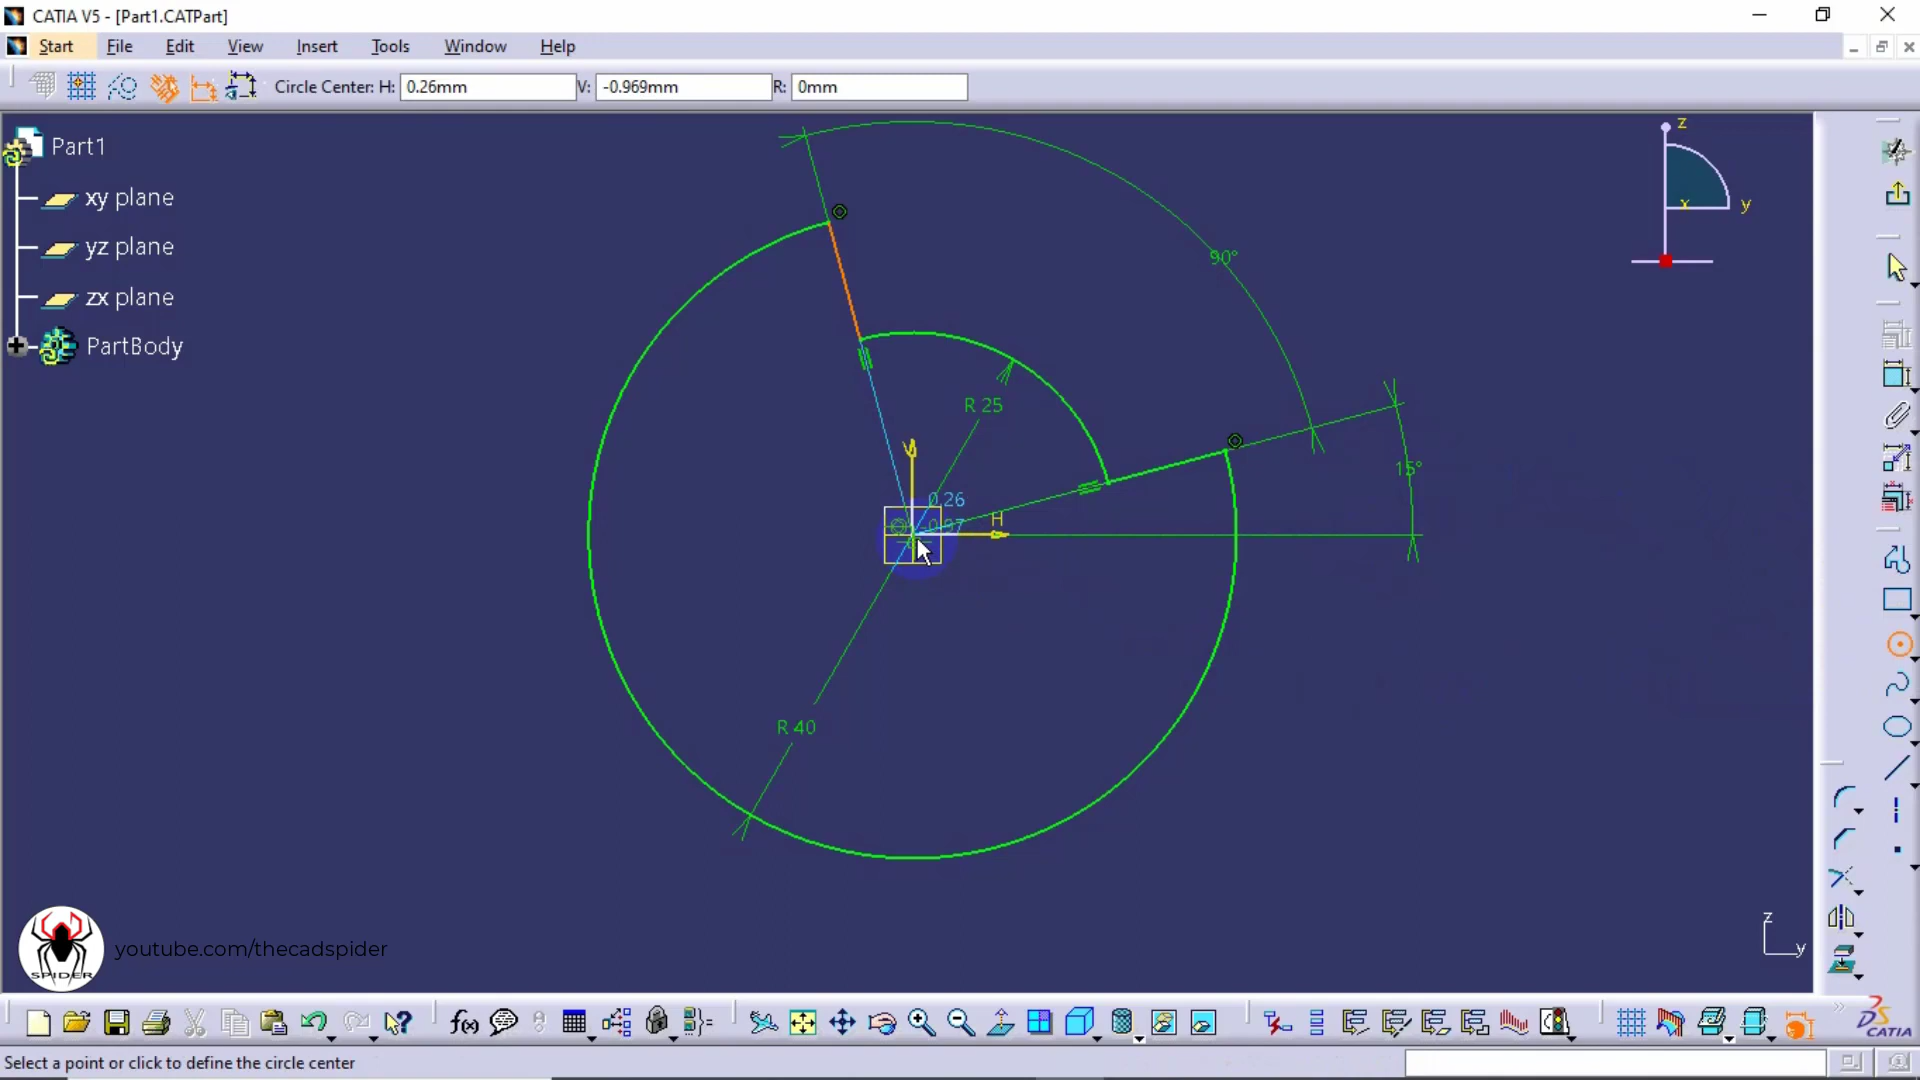 CATIA V5 - [Part1.CATPart]
Start File Edit View Insert Tools Window Help
Circle Center: H: 0.26mm V: -0.969mm R: 0mm
Part1
xy plane
yz plane
zx plane
PartBody
z
x
y
90°
R 25
15°
V
0.26
-0.97
H
R 40
SPIDER
youtube.com/thecadspider
z
y
f(x)
CATIA
Select a point or click to define the circle center